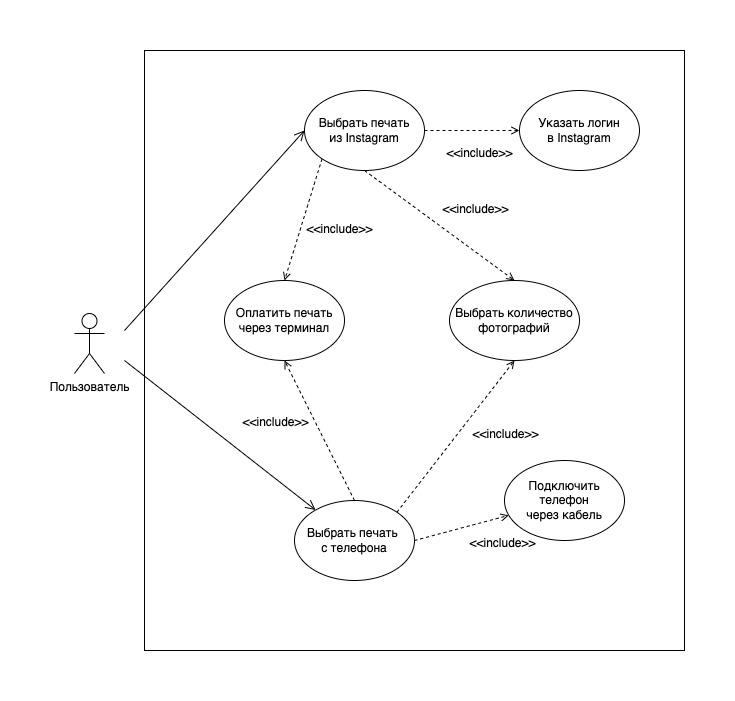 Выбрать печать
из Instagram
<<include>>
Указать логин
в Instagram
<<include>>
<<include>>
Оплатить печать
через терминал
Выбрать количество
фотографий
Пользователь
<<include>>
<<include>>
Подключить
телефон
через кабель
Выбрать печать
с телефона
<<include>>